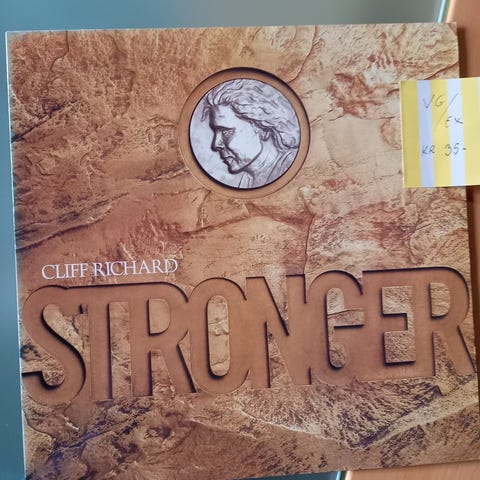 CLIFF RICHARD
STRONGER
VG/
EX
KR 35-